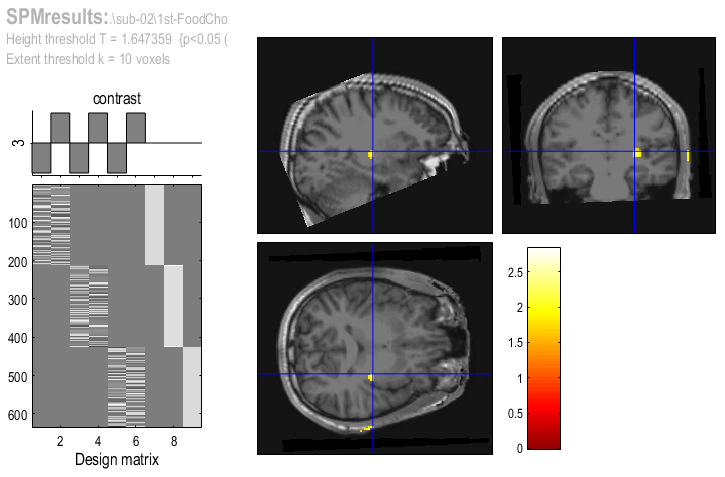 SPMresults:.\sub-02\1st-FoodCho
Height threshold T = 1.647359 {p<0.05 (
Extent threshold k = 10 voxels
contrast
3
100
200
300
400
500
600
2 4 6 8
Design matrix
2.5
2
1.5
1
0.5
0